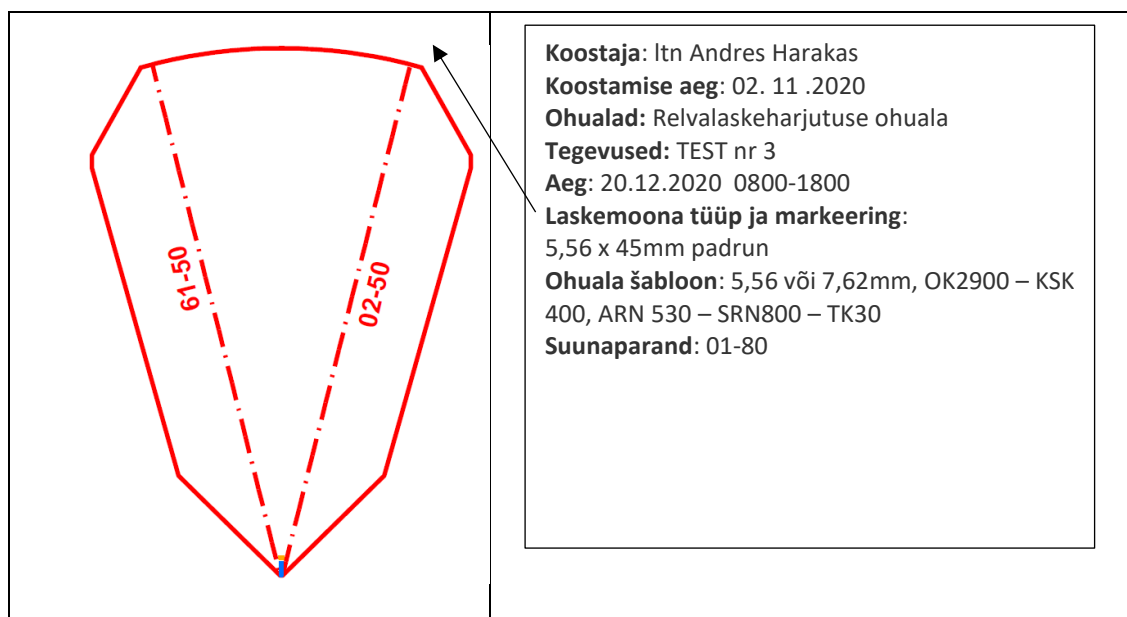 61-50
02-50
Koostaja: ltn Andres Harakas
Koostamise aeg: 02. 11 .2020
Ohualad: Relvalaskeharjutuse ohuala
Tegevused: TEST nr 3
Aeg: 20.12.2020  0800-1800
Laskemoona tüüp ja markeering:
5,56 x 45mm padrun
Ohuala šabloon: 5,56 või 7,62mm, OK2900 – KSK
400, ARN 530 – SRN800 – TK30
Suunaparand: 01-80